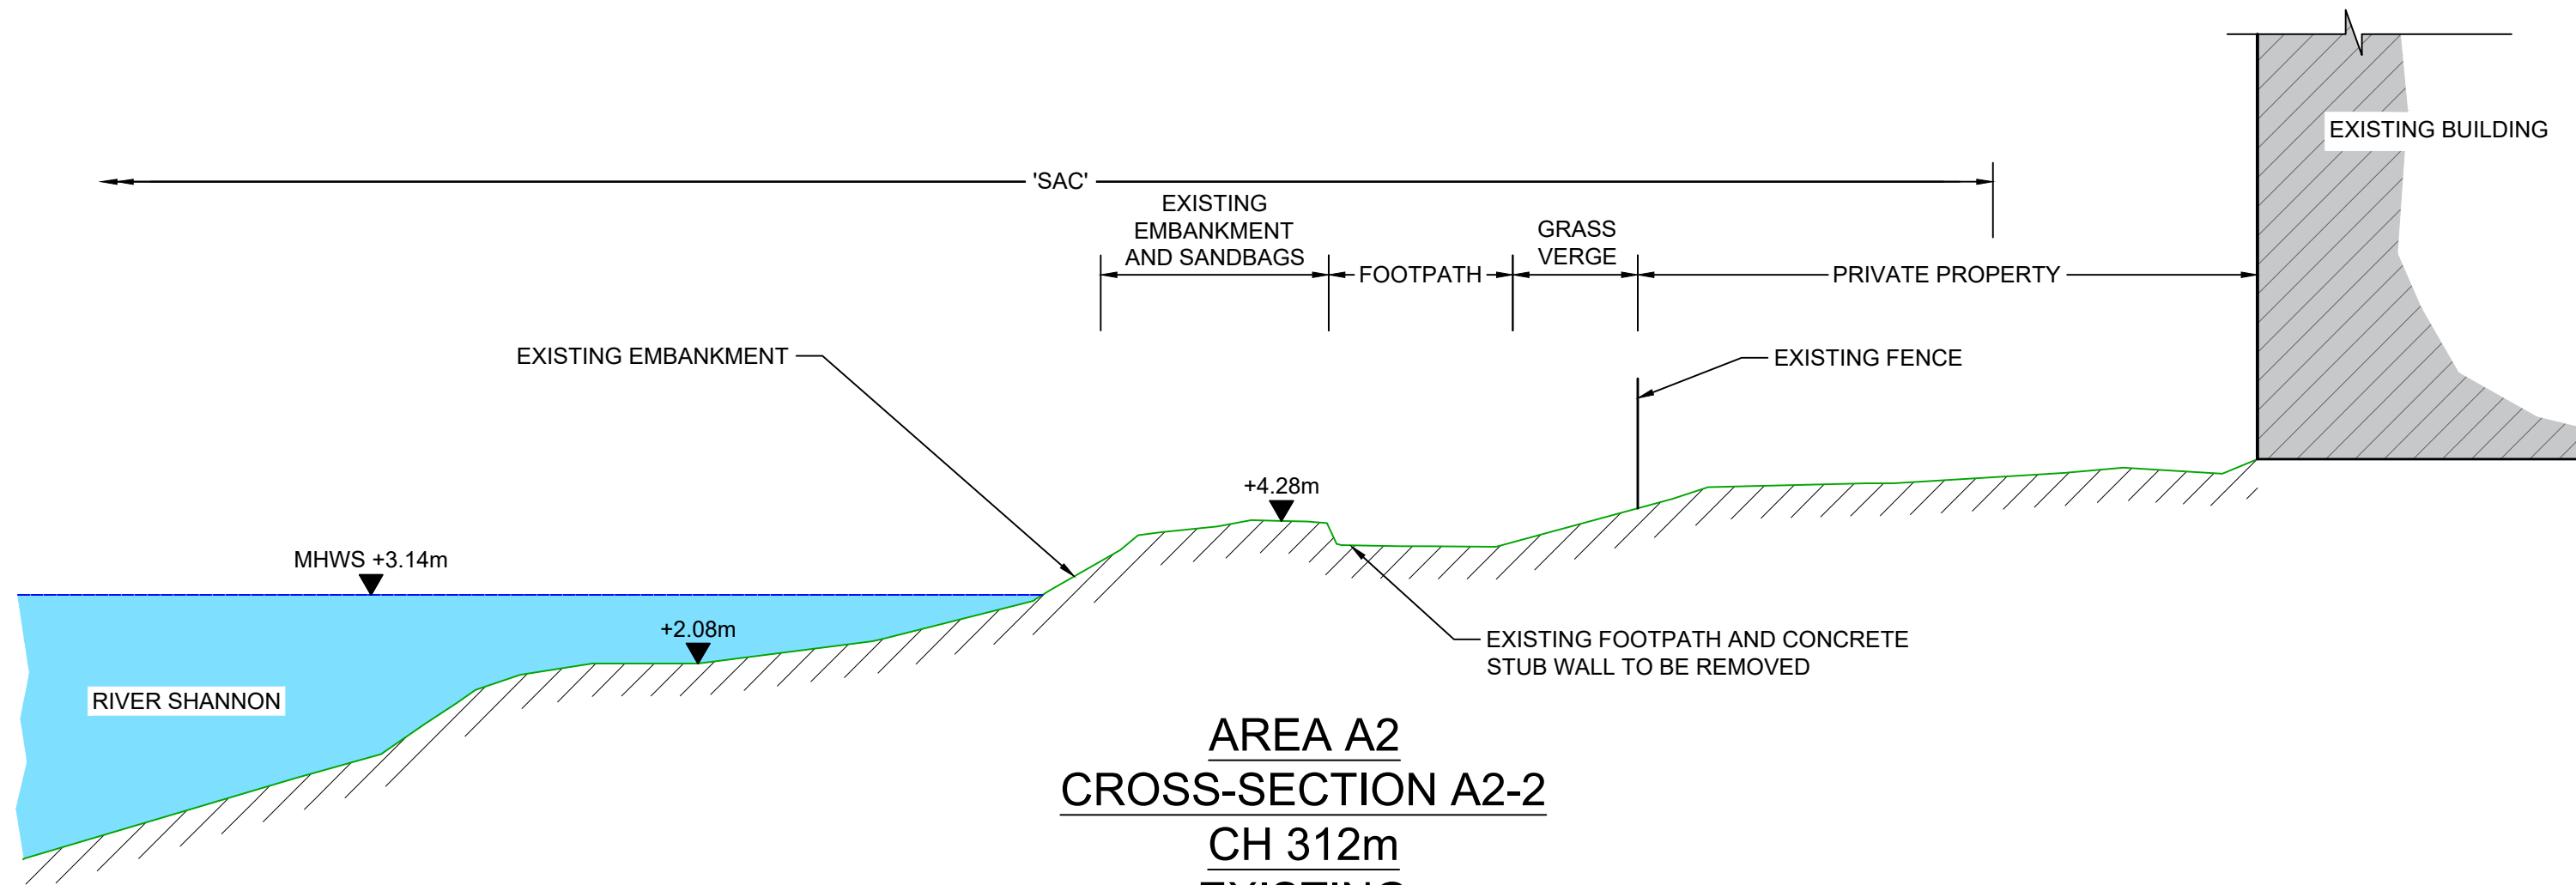 EXISTING BUILDING
'SAC'
EXISTING
EMBANKMENT
AND SANDBAGS
FOOTPATH
GRASS
VERGE
PRIVATE PROPERTY
EXISTING EMBANKMENT
EXISTING FENCE
+4.28m
MHWS +3.14m
+2.08m
EXISTING FOOTPATH AND CONCRETE
STUB WALL TO BE REMOVED
RIVER SHANNON
AREA A2
CROSS-SECTION A2-2
CH 312m
EXISTING